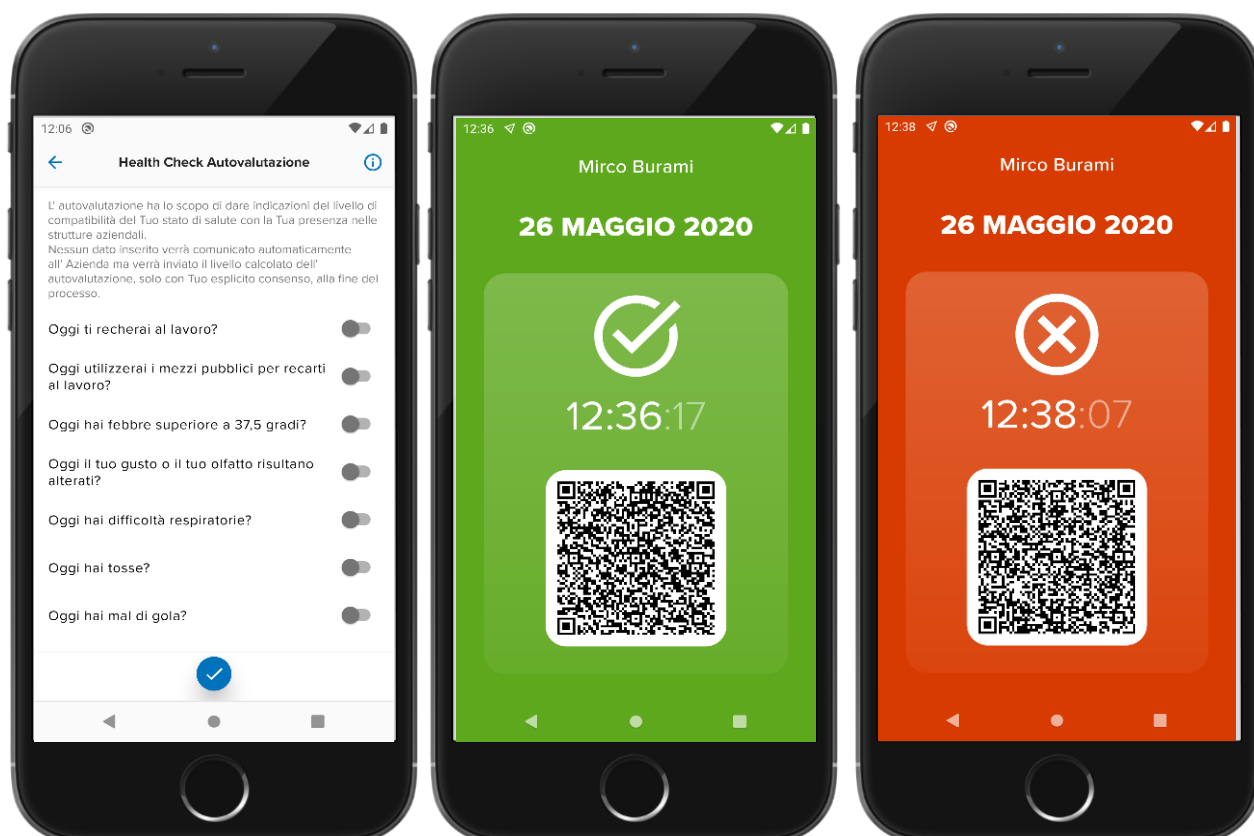 12:06
Health Check Autovalutazione
L' autovalutazione ha lo scopo di dare indicazioni del livello di
compatibilità del Tuo stato di salute con la Tua presenza nelle
strutture aziendali.
Nessun dato inserito verrà comunicato automaticamente
all' Azienda ma verrà inviato il livello calcolato dell'
autovalutazione, solo con Tuo esplicito consenso, alla fine del
processo.
Oggi ti recherai al lavoro?
Oggi utilizzerai i mezzi pubblici per recarti
al lavoro?
Oggi hai febbre superiore a 37,5 gradi?
Oggi il tuo gusto o il tuo olfatto risultano
alterati?
Oggi hai difficoltà respiratorie?
Oggi hai tosse?
Oggi hai mal di gola?
12:36
Mirco Burami
26 MAGGIO 2020
12:36:17
12:38
Mirco Burami
26 MAGGIO 2020
12:38:07